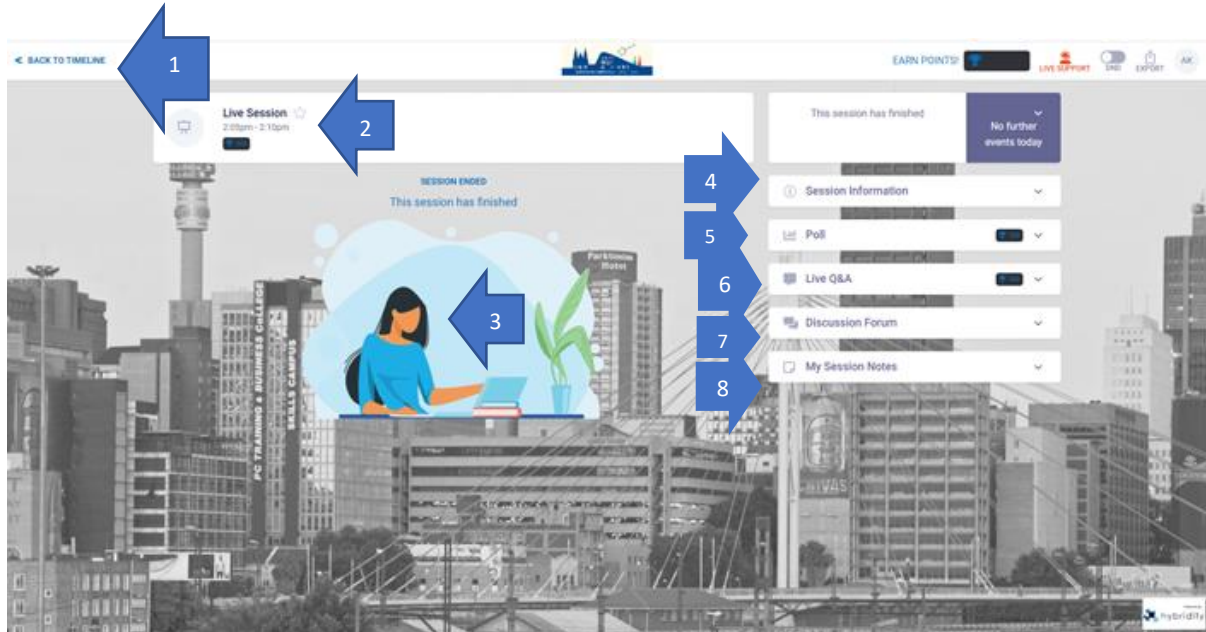 1
< BACK TO TIMELINE
EARN POINTS!
LIVE SUPPORT
DND
EXPORT
AK
Live Session
2:05pm - 2:10pm
2
This session has finished
No further
events today
SESSION ENDED
This session has finished
3
4
Session Information
5
Poll
6
Live Q&A
7
Discussion Forum
8
My Session Notes
Parktonian
Hotel
PC TRAINING & BUSINESS COLLEGE
SKILLS CAMPUS
hybridity